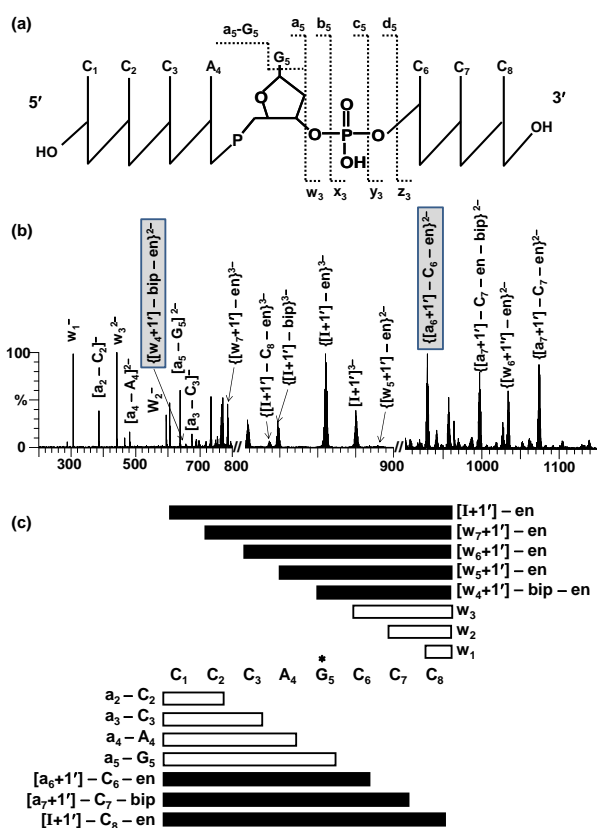 (a)
a5-G5 a5 b5 c5 d5
G5
C1 C2 C3 A4 C6 C7 C8
5′ 3′
O O
HO P O P O OH
OH
w3 x3 y3 z3
(b)
w1−
[a2 – C2]−
w3 2−
[a4 – A4]2−
W2−
{[w4+1′] – bip – en}2−
[a5 – G5]2−
[a3 – C3]−
{[w7+1′] – en}3−
{[I+1′] – C8 – en}3−
{[I+1′] – bip}3−
{[I+1′] – en}3−
[I+1′]3−
{[w5+1′] – en}2−
{[a6+1′] – C6 – en}2−
{[a7+1′] – C7 – en – bip}2−
{[w6+1′] – en}2−
{[a7+1′] – C7 – en}2−
100
%
0
300 400 500 600 700 800 900 1000 1100
(c)
[I+1′] – en
[w7+1′] – en
[w6+1′] – en
[w5+1′] – en
[w4+1′] – bip – en
w3
w2
w1
*
C1 C2 C3 A4 G5 C6 C7 C8
a2 – C2
a3 – C3
a4 – A4
a5 – G5
[a6+1′] – C6 – en
[a7+1′] – C7 – bip
[I+1′] – C8 – en